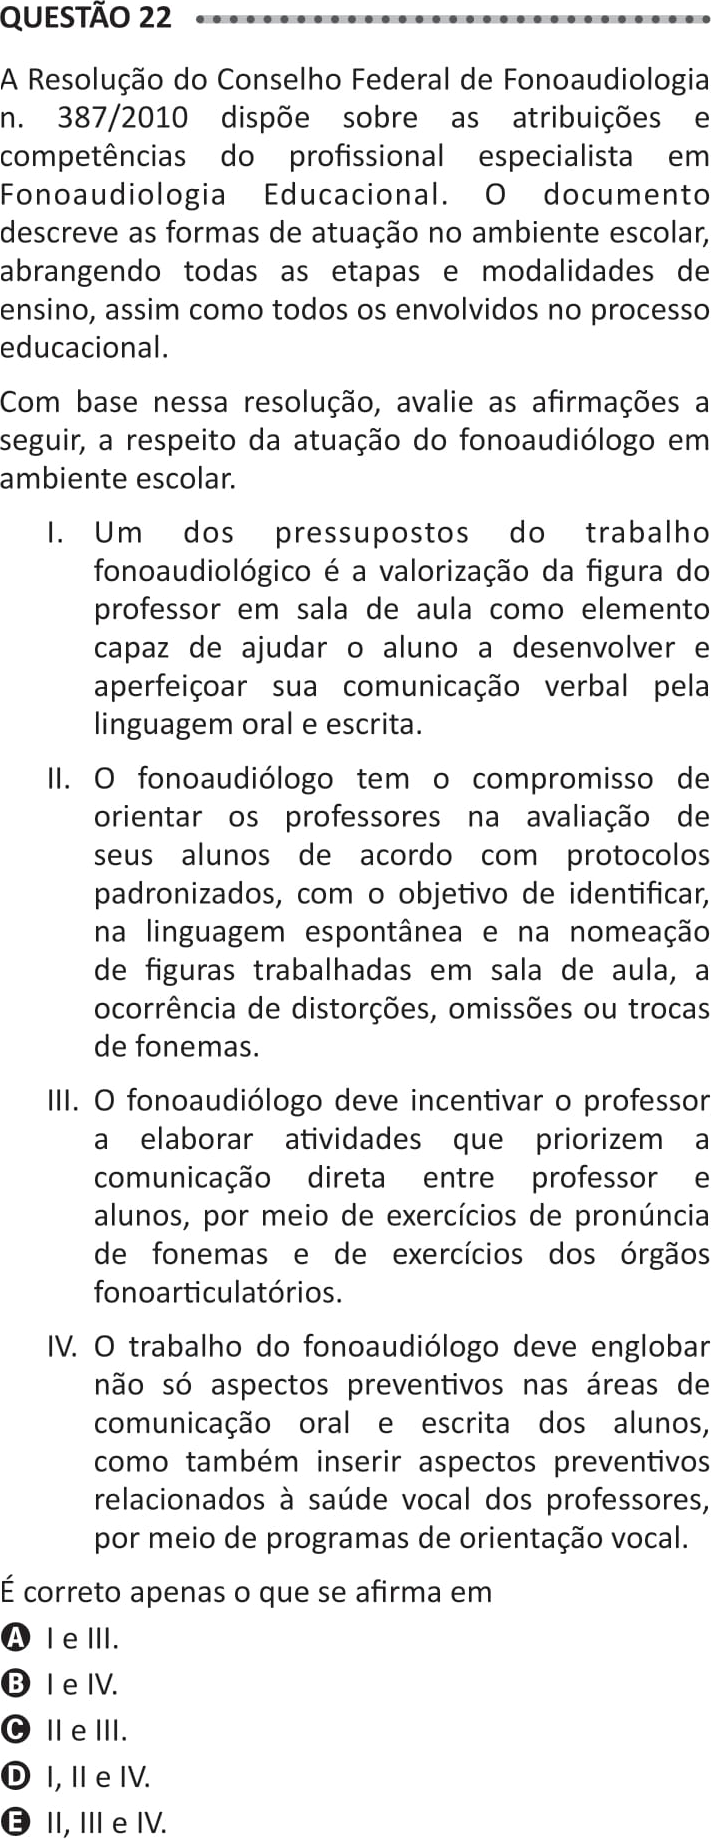 QUESTÃO 22
A Resolução do Conselho Federal de Fonoaudiologia
n. 387/2010 dispõe sobre as atribuições e
competências do profissional especialista em
Fonoaudiologia Educacional. O documento
descreve as formas de atuação no ambiente escolar,
abrangendo todas as etapas e modalidades de
ensino, assim como todos os envolvidos no processo
educacional.
Com base nessa resolução, avalie as afirmações a
seguir, a respeito da atuação do fonoaudiólogo em
ambiente escolar.
I. Um dos pressupostos do trabalho
fonoaudiológico é a valorização da figura do
professor em sala de aula como elemento
capaz de ajudar o aluno a desenvolver e
aperfeiçoar sua comunicação verbal pela
linguagem oral e escrita.
II. O fonoaudiólogo tem o compromisso de
orientar os professores na avaliação de
seus alunos de acordo com protocolos
padronizados, com o objetivo de identificar,
na linguagem espontânea e na nomeação
de figuras trabalhadas em sala de aula, a
ocorrência de distorções, omissões ou trocas
de fonemas.
III. O fonoaudiólogo deve incentivar o professor
a elaborar atividades que priorizem a
comunicação direta entre professor e
alunos, por meio de exercícios de pronúncia
de fonemas e de exercícios dos órgãos
fonoarticulatórios.
IV. O trabalho do fonoaudiólogo deve englobar
não só aspectos preventivos nas áreas de
comunicação oral e escrita dos alunos,
como também inserir aspectos preventivos
relacionados à saúde vocal dos professores,
por meio de programas de orientação vocal.
É correto apenas o que se afirma em
A I e III.
B I e IV.
C II e III.
D I, II e IV.
E II, III e IV.